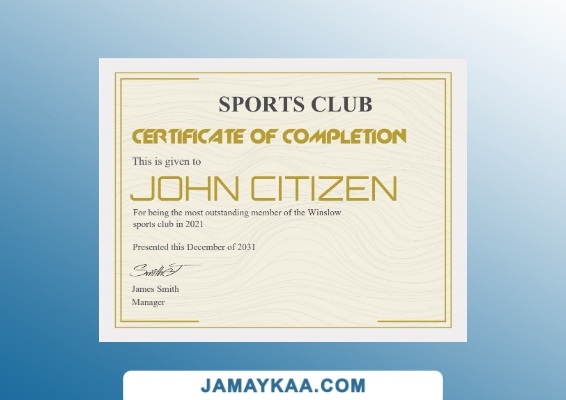 SPORTS CLUB
CERTIFICATE OF COMPLETION
This is given to
JOHN CITIZEN
For being the most outstanding member of the Winslow
sports club in 2021
Presented this December of 2031
James Smith
Manager
JAMAYKAA.COM